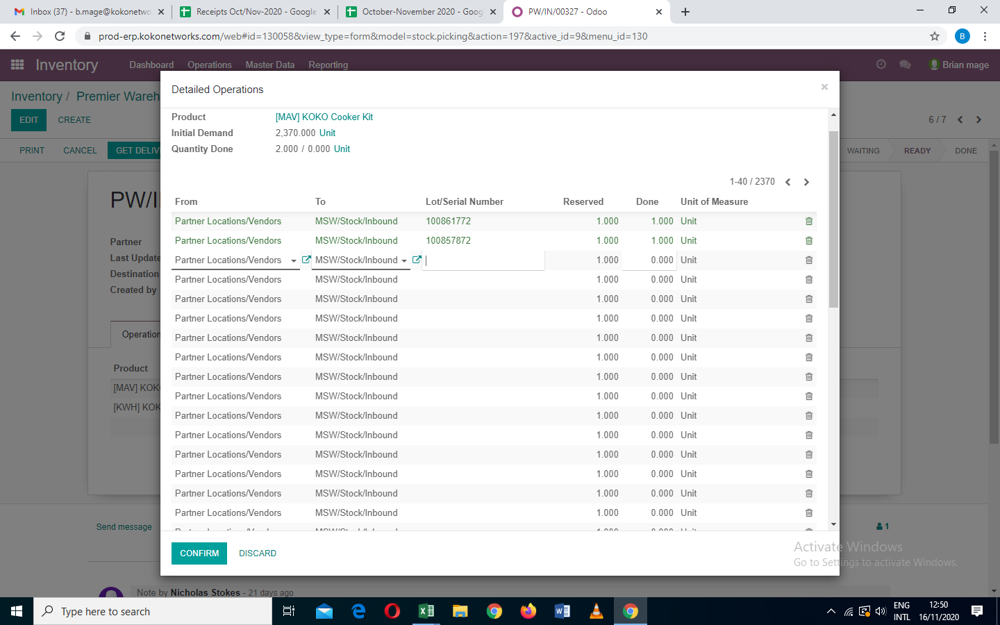 Inbox (37) - b.mage@kokonetwo
Receipts Oct/Nov-2020 - Google
October-November 2020 - Goog
PW/IN/00327 - Odoo
prod-erp.kokonetworks.com/web#id=130058&view_type=form&model=stock.picking&action=197&active_id=9&menu_id=130
B
Inventory Dashboard Operations Master Data Reporting Brian mage
Inventory / Premier Wareh
EDIT CREATE 6 / 7
PRINT CANCEL GET DELIV WAITING READY DONE
PW/I
Partner
Last Update
Destination
Created by
Operation
Product
[MAV] KOK
[KWH] KOK
Send message 1
Note by Nicholas Stokes - 21 days ago
Detailed Operations ×
Product [MAV] KOKO Cooker Kit
Initial Demand 2,370.000 Unit
Quantity Done 2.000 / 0.000 Unit
1-40 / 2370
From To Lot/Serial Number Reserved Done Unit of Measure
Partner Locations/Vendors MSW/Stock/Inbound 100861772 1.000 1.000 Unit
Partner Locations/Vendors MSW/Stock/Inbound 100857872 1.000 1.000 Unit
Partner Locations/Vendors MSW/Stock/Inbound 1.000 0.000 Unit
Partner Locations/Vendors MSW/Stock/Inbound 1.000 0.000 Unit
Partner Locations/Vendors MSW/Stock/Inbound 1.000 0.000 Unit
Partner Locations/Vendors MSW/Stock/Inbound 1.000 0.000 Unit
Partner Locations/Vendors MSW/Stock/Inbound 1.000 0.000 Unit
Partner Locations/Vendors MSW/Stock/Inbound 1.000 0.000 Unit
Partner Locations/Vendors MSW/Stock/Inbound 1.000 0.000 Unit
Partner Locations/Vendors MSW/Stock/Inbound 1.000 0.000 Unit
Partner Locations/Vendors MSW/Stock/Inbound 1.000 0.000 Unit
Partner Locations/Vendors MSW/Stock/Inbound 1.000 0.000 Unit
Partner Locations/Vendors MSW/Stock/Inbound 1.000 0.000 Unit
Partner Locations/Vendors MSW/Stock/Inbound 1.000 0.000 Unit
Partner Locations/Vendors MSW/Stock/Inbound 1.000 0.000 Unit
Partner Locations/Vendors MSW/Stock/Inbound 1.000 0.000 Unit
CONFIRM DISCARD
Activate Windows
Go to Settings to activate Windows.
Type here to search
ENG
INTL
12:50
16/11/2020